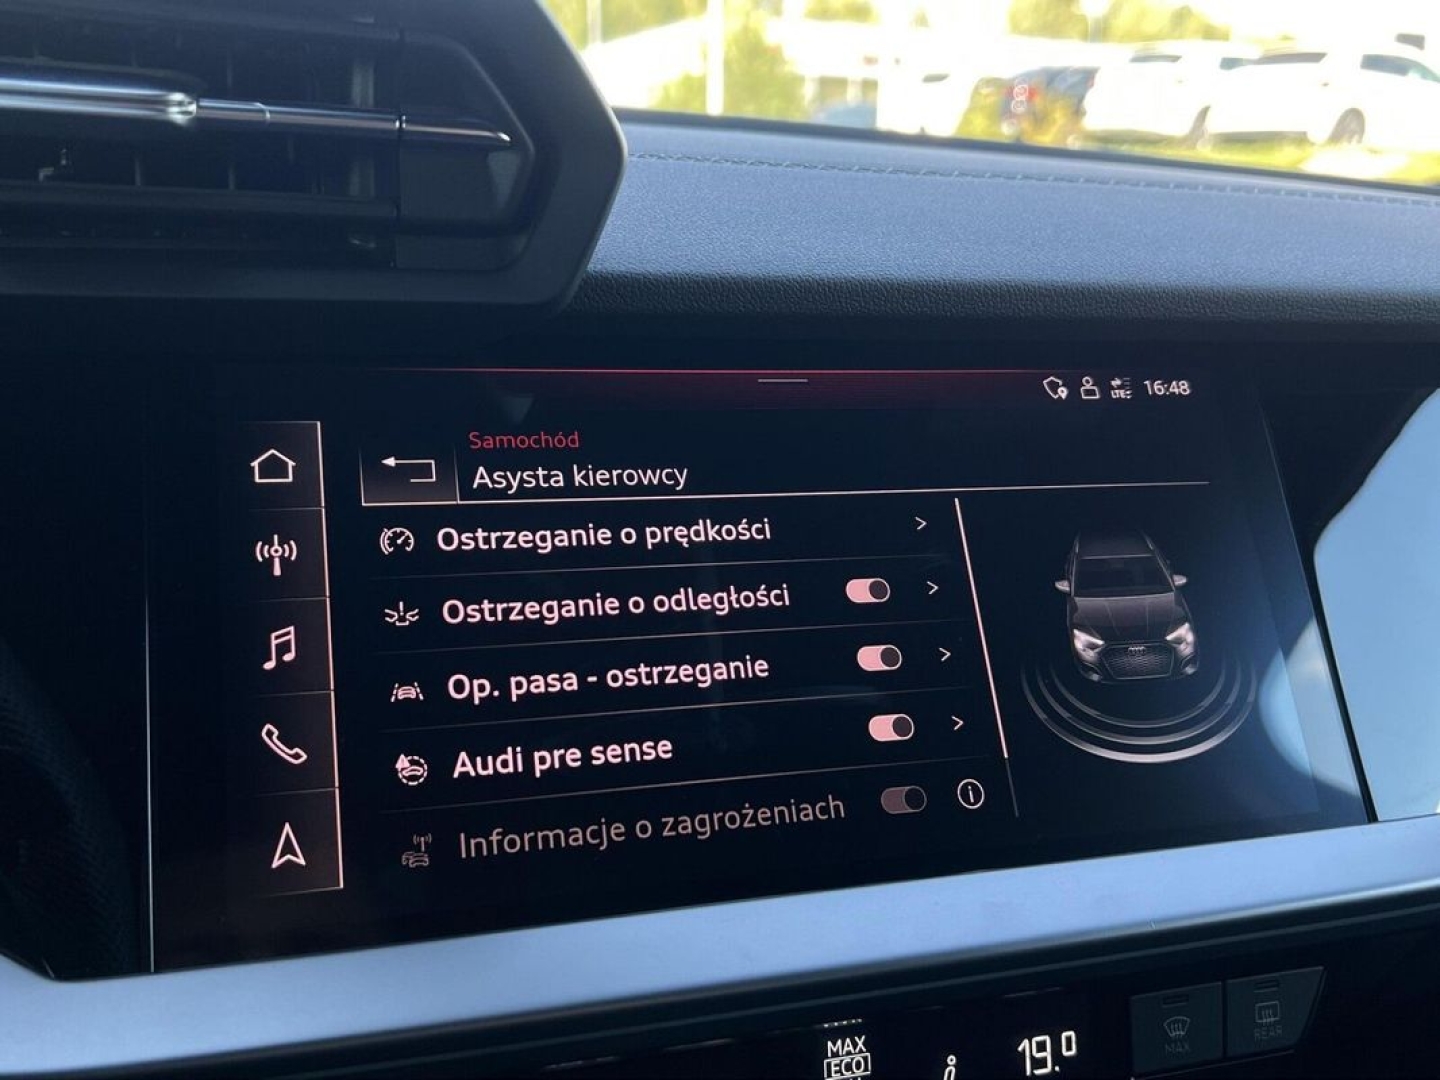 LTE 16:48
Samochód
Asysta kierowcy
Ostrzeganie o prędkości
Ostrzeganie o odległości
Op. pasa - ostrzeganie
Audi pre sense
Informacje o zagrożeniach
MAX
ECO
19.0
MAX
REAR